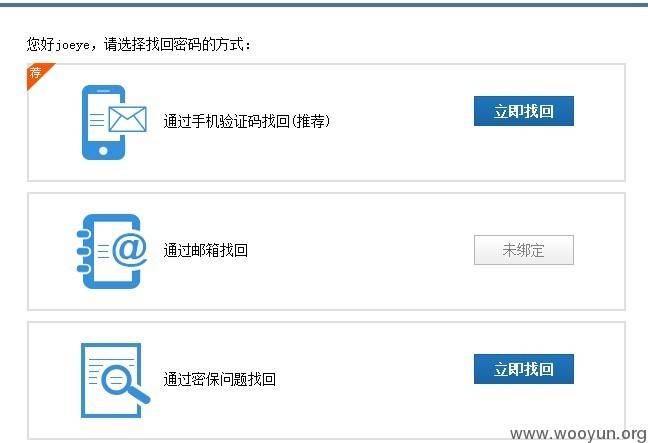 您好joeye，请选择找回密码的方式：
荐
通过手机验证码找回(推荐)
立即找回
@
通过邮箱找回
未绑定
通过密保问题找回
立即找回
www.wooyun.org